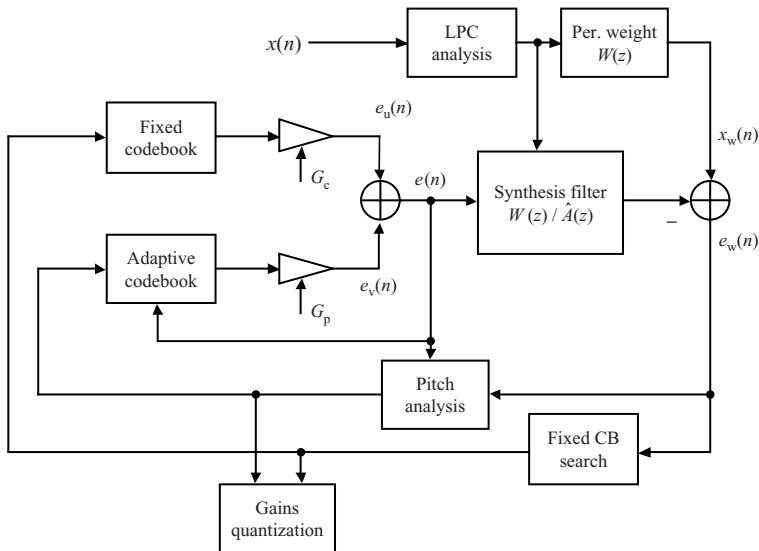 x(n)
LPC
analysis
Per. weight
W(z)
Fixed
codebook
e_u(n)
G_c
x_w(n)
e(n)
Synthesis filter
W(z) / Â(z)
–
e_w(n)
Adaptive
codebook
e_v(n)
G_p
Pitch
analysis
Fixed CB
search
Gains
quantization